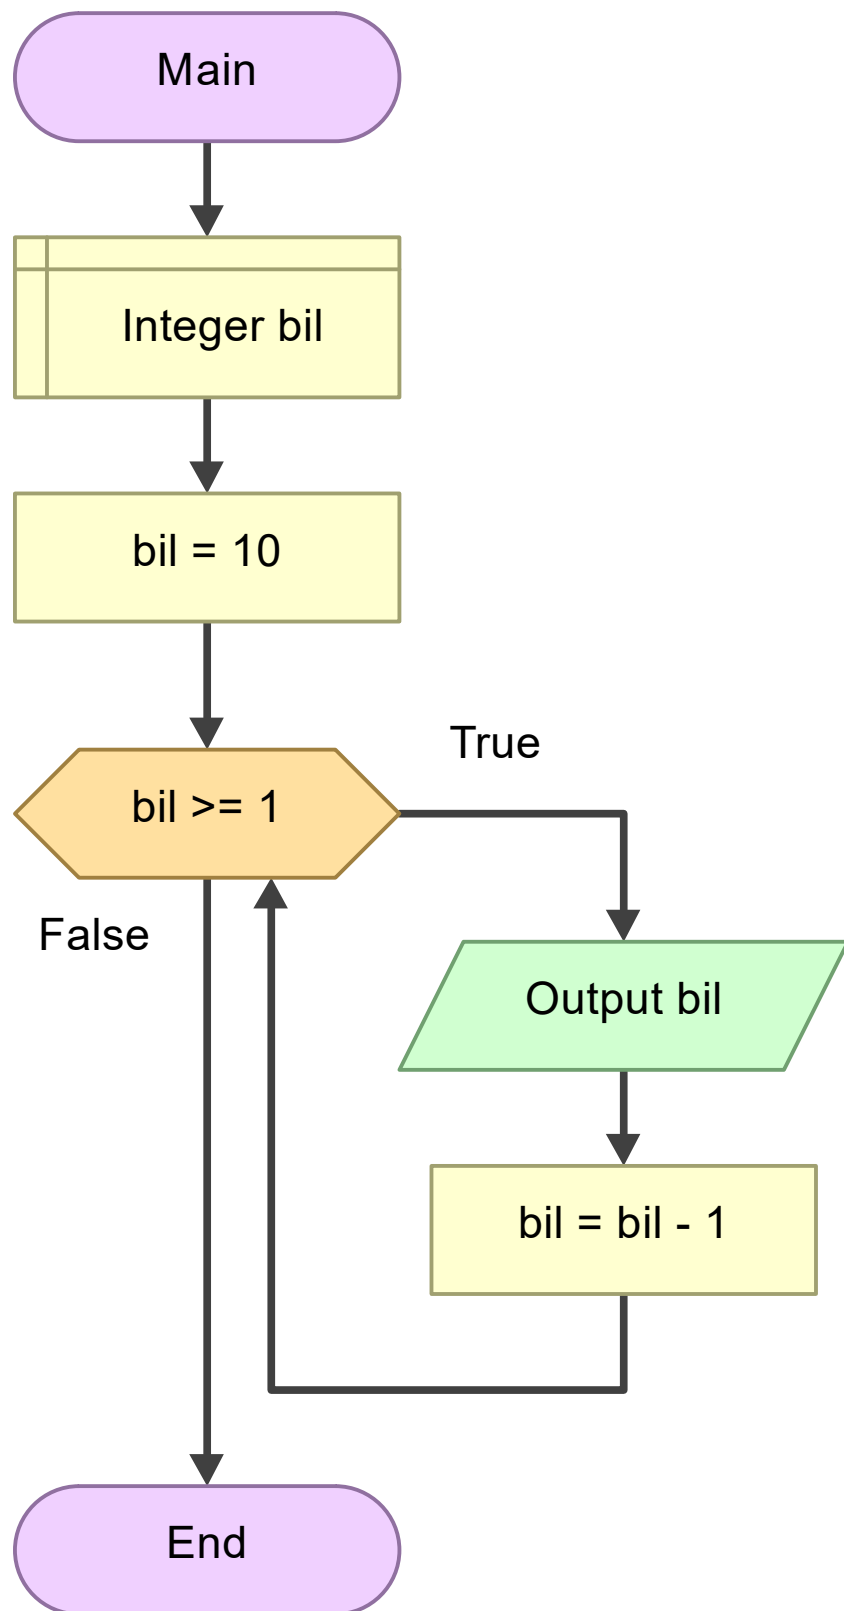 Main
Integer bil
bil = 10
bil >= 1
True
False
Output bil
bil = bil - 1
End